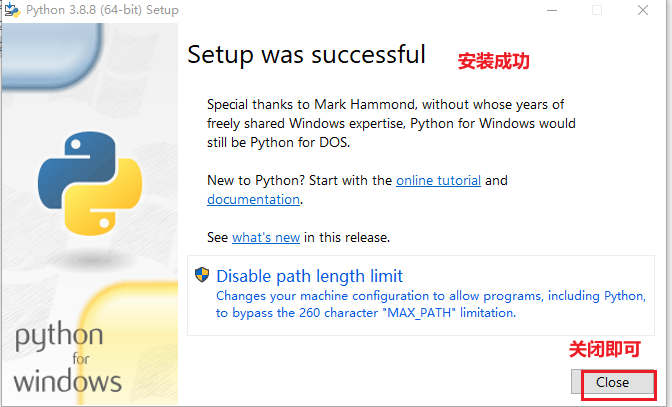 Python 3.8.8 (64-bit) Setup
Setup was successful
安装成功
Special thanks to Mark Hammond, without whose years of
freely shared Windows expertise, Python for Windows would
still be Python for DOS.
New to Python? Start with the online tutorial and
documentation.
See what's new in this release.
Disable path length limit
Changes your machine configuration to allow programs, including Python,
to bypass the 260 character "MAX_PATH" limitation.
python
for
windows
关闭即可
Close